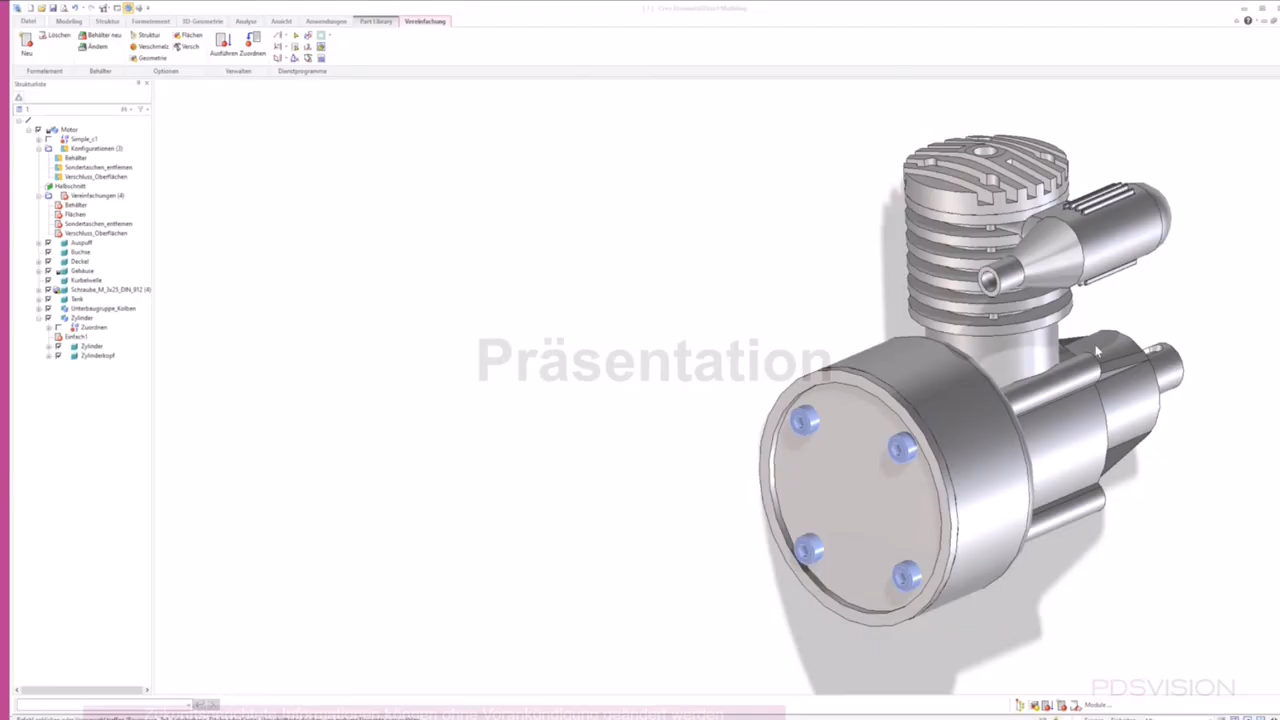 Datei Modeling Struktur Formelement 3D-Geometrie Analyse Ansicht Anwendungen Part Library Vereinfachung
Neu
Löschen
Behälter neu
Ändern
Struktur
Verschmelz
Geometrie
Flächen
Versch
Ausführen Zuordnen
Formelement Behälter Optionen Verwalten Dienstprogramme
Strukturliste
Motor
Simple_c1
Konfigurationen (3)
Behälter
Sondertaschen_entfernen
Verschluss_Oberflächen
Halbschnitt
Vereinfachungen (4)
Behälter
Flächen
Sondertaschen_entfernen
Verschluss_Oberflächen
Auspuff
Buchse
Deckel
Gehäuse
Kurbelwelle
Schraube_M_3x25_DIN_912 (4)
Tank
Unterbaugruppe_Kolben
Zylinder
Zuordnen
Einfach1
Zylinder
Zylinderkopf
Präsentation
PDSVISION
Module ...